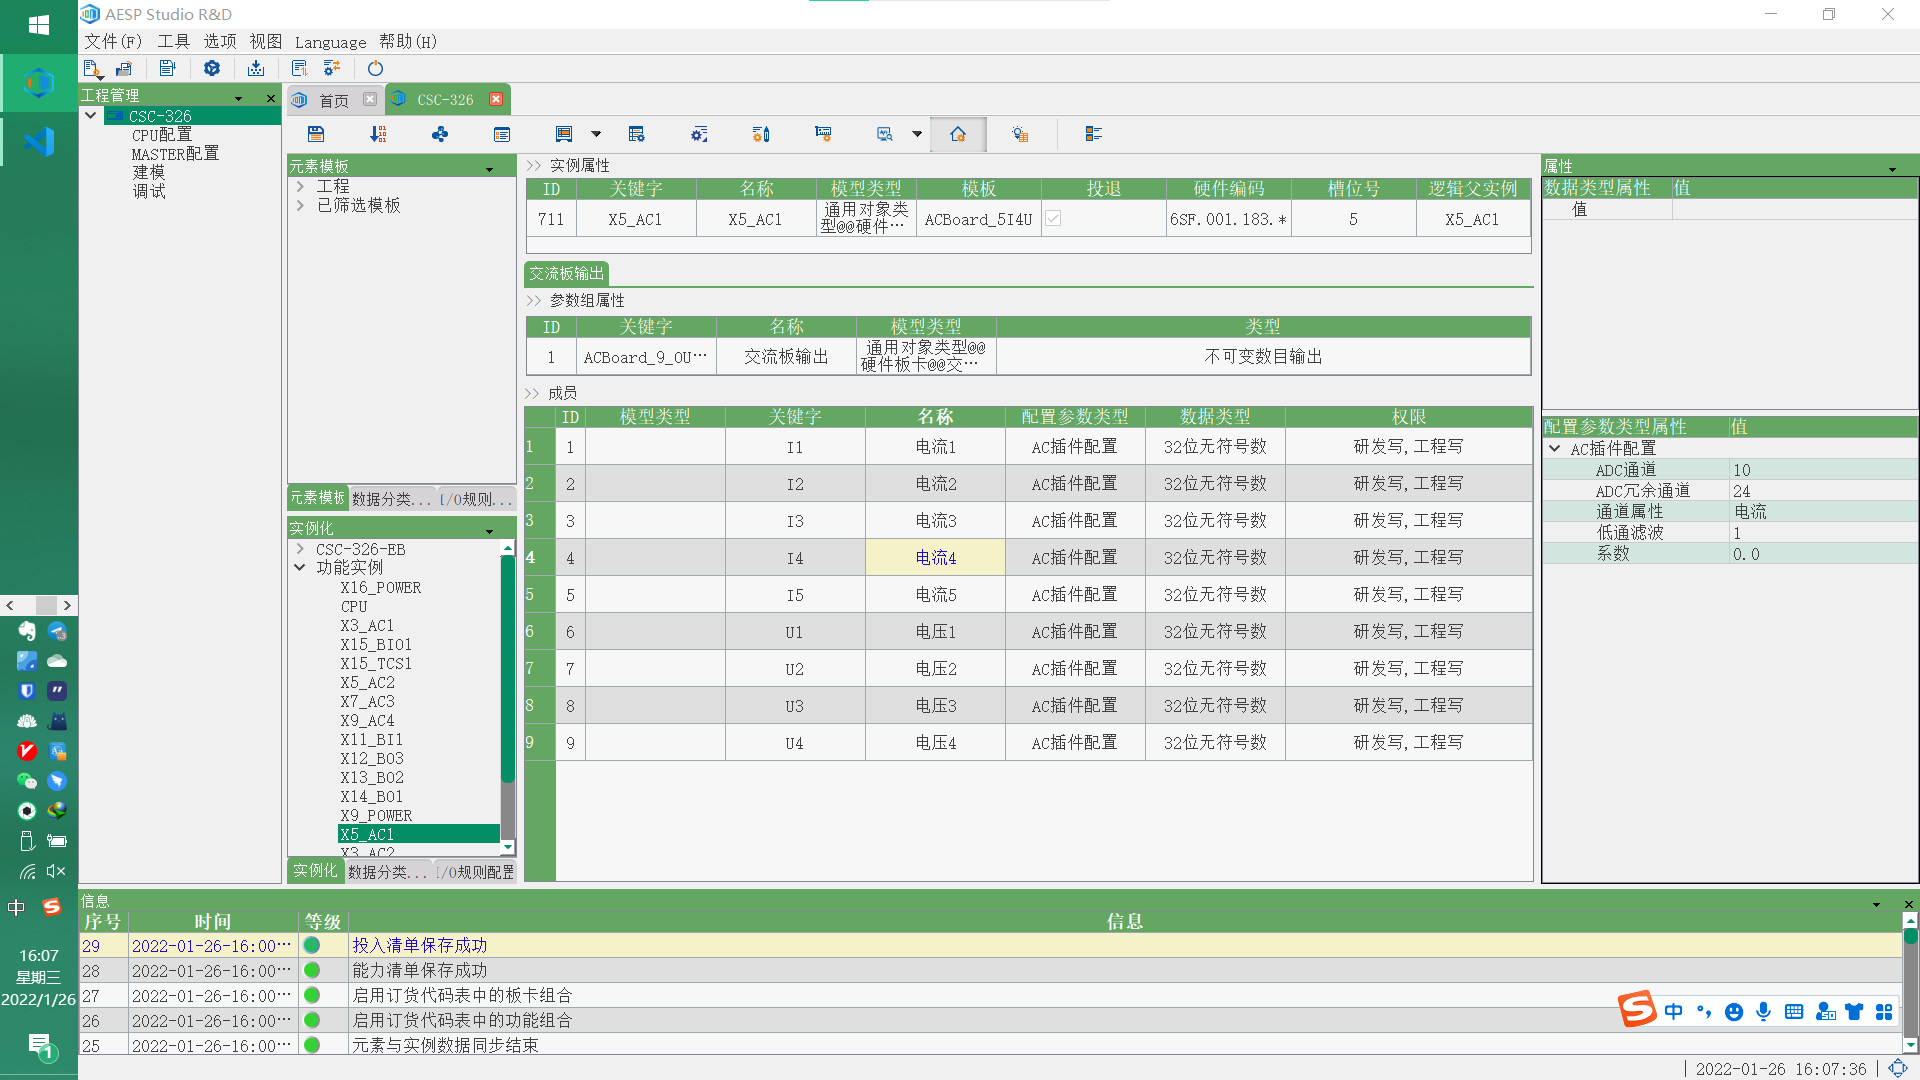 AESP Studio R&D
文件(F) 工具 选项 视图 Language 帮助(H)
工程管理
CSC-326
CPU配置
MASTER配置
建模
调试
首页
CSC-326
元素模板
工程
已筛选模板
元素模板 数据分类... I/O规则...
实例化
CSC-326-EB
功能实例
X16_POWER
CPU
X3_AC1
X15_BIO1
X15_TCS1
X5_AC2
X7_AC3
X9_AC4
X11_BI1
X12_BO3
X13_BO2
X14_BO1
X9_POWER
X5_AC1
X3_AC2
实例化 数据分类... I/O规则配置
>> 实例属性
ID 关键字 名称 模型类型 模板 投退 硬件编码 槽位号 逻辑父实例
711 X5_AC1 X5_AC1 通用对象类型@@硬件… ACBoard_5I4U 6SF.001.183.* 5 X5_AC1
交流板输出
>> 参数组属性
ID 关键字 名称 模型类型 类型
1 ACBoard_9_OU… 交流板输出 通用对象类型@@硬件板卡@@交… 不可变数目输出
>> 成员
ID 模型类型 关键字 名称 配置参数类型 数据类型 权限
1 1 I1 电流1 AC插件配置 32位无符号数 研发写,工程写
2 2 I2 电流2 AC插件配置 32位无符号数 研发写,工程写
3 3 I3 电流3 AC插件配置 32位无符号数 研发写,工程写
4 4 I4 电流4 AC插件配置 32位无符号数 研发写,工程写
5 5 I5 电流5 AC插件配置 32位无符号数 研发写,工程写
6 6 U1 电压1 AC插件配置 32位无符号数 研发写,工程写
7 7 U2 电压2 AC插件配置 32位无符号数 研发写,工程写
8 8 U3 电压3 AC插件配置 32位无符号数 研发写,工程写
9 9 U4 电压4 AC插件配置 32位无符号数 研发写,工程写
属性
数据类型属性 值
值
配置参数类型属性 值
AC插件配置
ADC通道 10
ADC冗余通道 24
通道属性 电流
低通滤波 1
系数 0.0
信息
序号 时间 等级 信息
29 2022-01-26-16:00… 投入清单保存成功
28 2022-01-26-16:00… 能力清单保存成功
27 2022-01-26-16:00… 启用订货代码表中的板卡组合
26 2022-01-26-16:00… 启用订货代码表中的功能组合
25 2022-01-26-16:00… 元素与实例数据同步结束
中
16:07
星期三
2022/1/26
1
中
2022-01-26 16:07:36